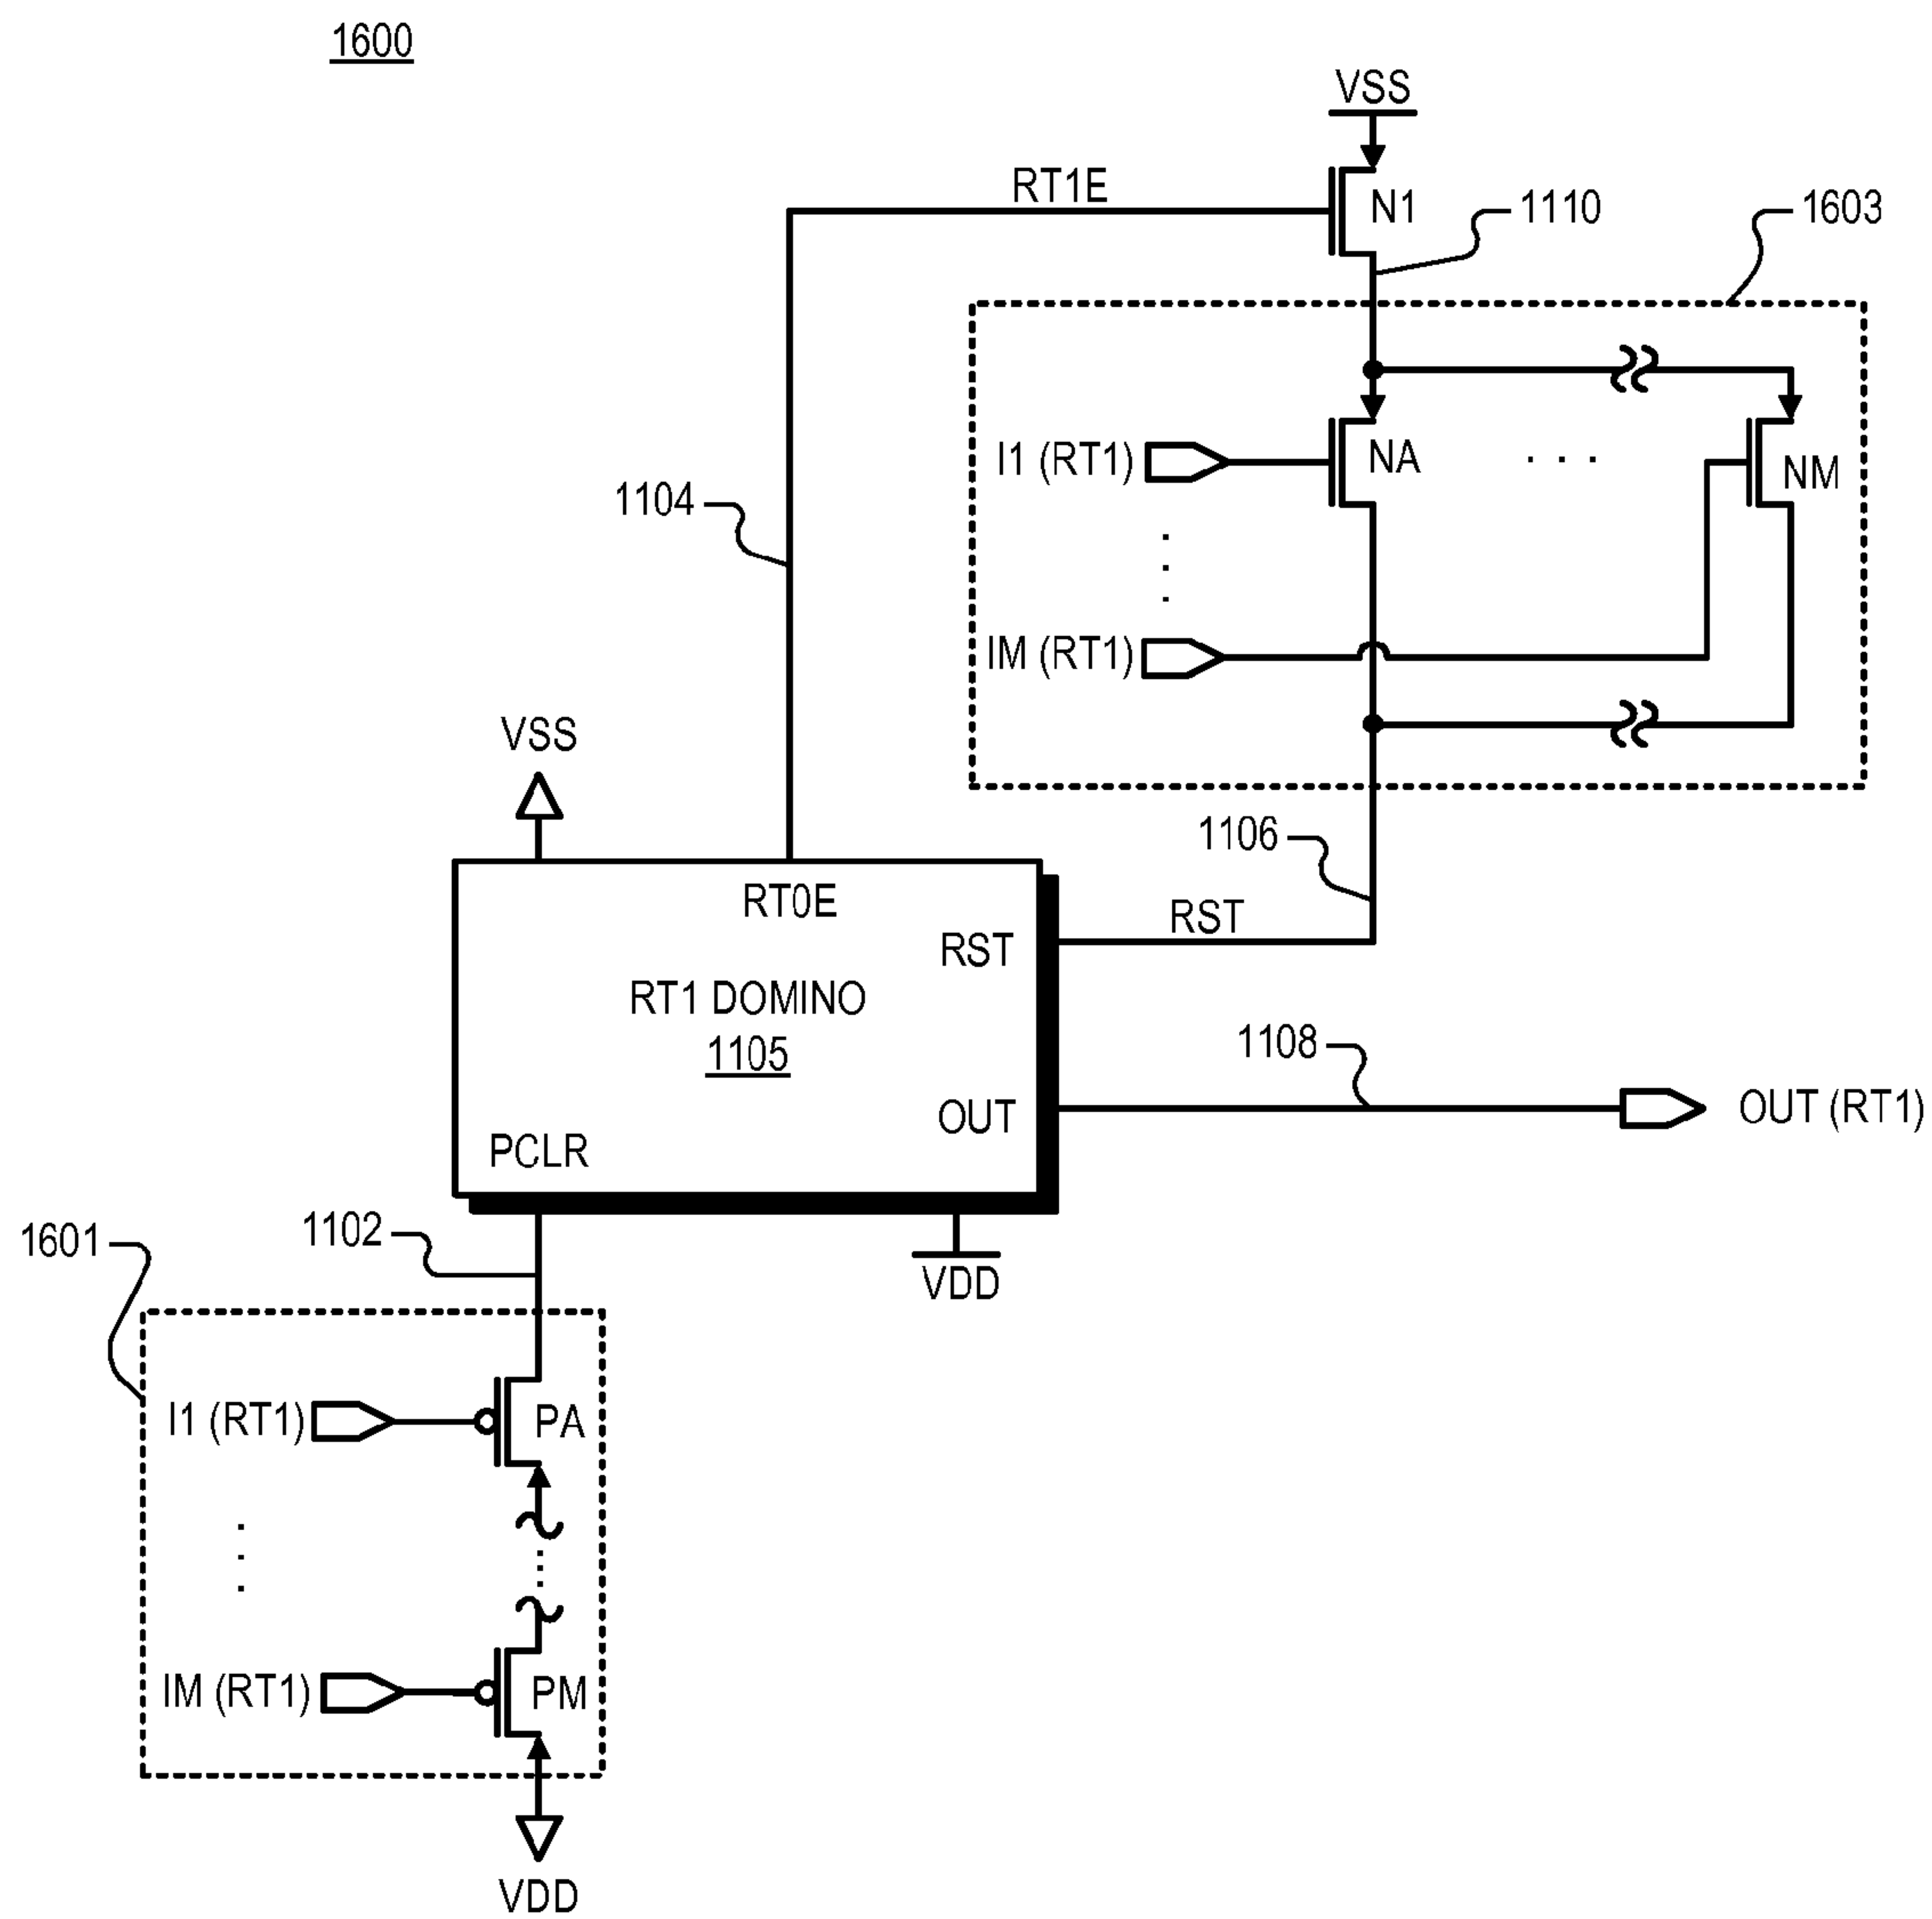 1600
VSS
RT1E
N1
1110
1603
I1 (RT1)
NA
. . .
NM
1104
.
.
.
IM (RT1)
VSS
1106
RT0E
RST
RST
RT1 DOMINO
1105
1108
OUT
OUT (RT1)
PCLR
1601
1102
VDD
I1 (RT1)
PA
.
.
.
IM (RT1)
PM
VDD